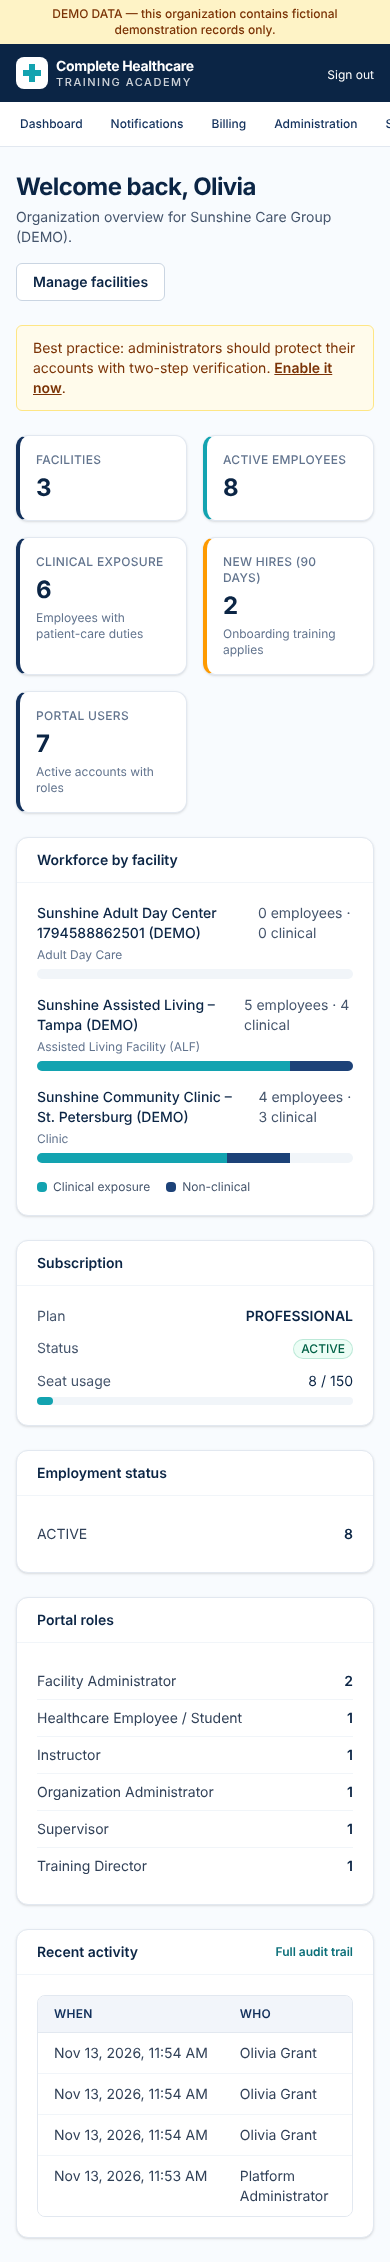 DEMO DATA — this organization contains fictional
demonstration records only.
Complete Healthcare
TRAINING ACADEMY
Sign out
Dashboard Notifications Billing Administration S
Welcome back, Olivia
Organization overview for Sunshine Care Group
(DEMO).
Manage facilities
Best practice: administrators should protect their
accounts with two-step verification. Enable it
now.
FACILITIES
3
ACTIVE EMPLOYEES
8
CLINICAL EXPOSURE
6
Employees with
patient-care duties
NEW HIRES (90
DAYS)
2
Onboarding training
applies
PORTAL USERS
7
Active accounts with
roles
Workforce by facility
Sunshine Adult Day Center
1794588862501 (DEMO)
0 employees ·
0 clinical
Adult Day Care
Sunshine Assisted Living –
Tampa (DEMO)
5 employees · 4
clinical
Assisted Living Facility (ALF)
Sunshine Community Clinic –
St. Petersburg (DEMO)
4 employees ·
3 clinical
Clinic
Clinical exposure Non-clinical
Subscription
Plan PROFESSIONAL
Status ACTIVE
Seat usage 8 / 150
Employment status
ACTIVE 8
Portal roles
Facility Administrator 2
Healthcare Employee / Student 1
Instructor 1
Organization Administrator 1
Supervisor 1
Training Director 1
Recent activity Full audit trail
WHEN WHO
Nov 13, 2026, 11:54 AM Olivia Grant
Nov 13, 2026, 11:54 AM Olivia Grant
Nov 13, 2026, 11:54 AM Olivia Grant
Nov 13, 2026, 11:53 AM Platform
Administrator